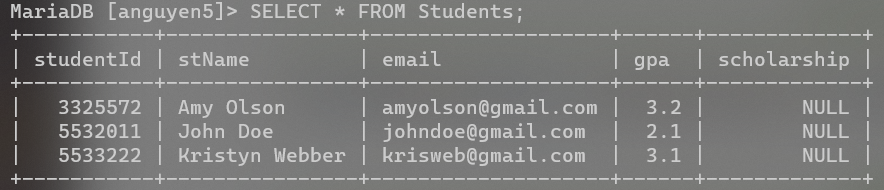 MariaDB [anguyen5]> SELECT * FROM Students;
+-----------+----------------+--------------------+------+-------------+
| studentId | stName         | email              | gpa  | scholarship |
+-----------+----------------+--------------------+------+-------------+
|   3325572 | Amy Olson      | amyolson@gmail.com |  3.2 |        NULL |
|   5532011 | John Doe       | johndoe@gmail.com  |  2.1 |        NULL |
|   5533222 | Kristyn Webber | krisweb@gmail.com  |  3.1 |        NULL |
+-----------+----------------+--------------------+------+-------------+